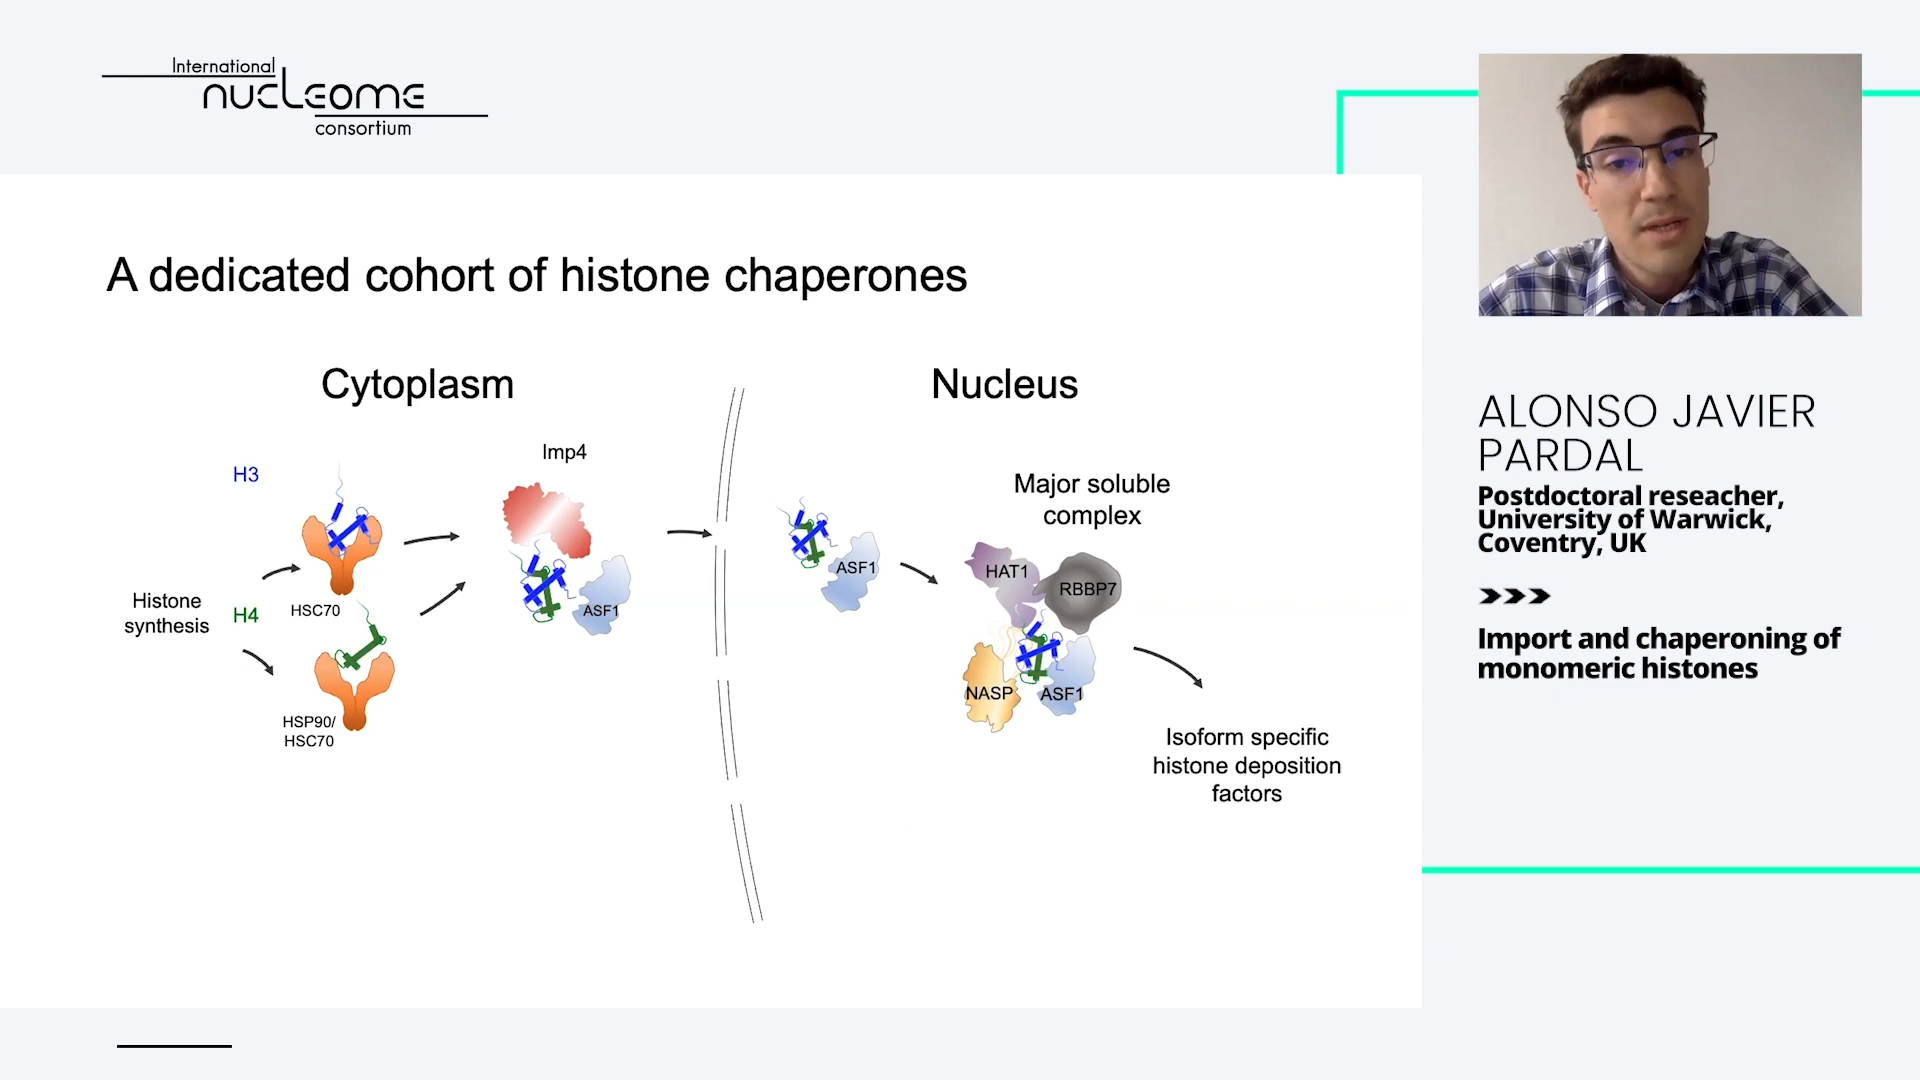 International
nucleome
consortium
A dedicated cohort of histone chaperones
Cytoplasm
Nucleus
Imp4
H3
Major soluble
complex
HAT1
RBBP7
ASF1
ASF1
Histone
synthesis
H4
HSC70
NASP
ASF1
HSP90/
HSC70
Isoform specific
histone deposition
factors
ALONSO JAVIER
PARDAL
Postdoctoral reseacher,
University of Warwick,
Coventry, UK
Import and chaperoning of
monomeric histones